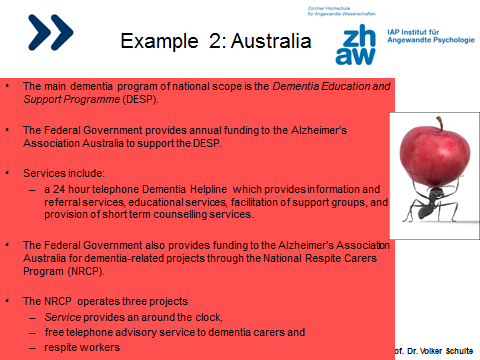 Zürcher Hochschule
für Angewandte Wissenschaften
zh
aw
IAP Institut für
Angewandte Psychologie
Example 2: Australia
• The main dementia program of national scope is the Dementia Education and
Support Programme (DESP).
• The Federal Government provides annual funding to the Alzheimer's
Association Australia to support the DESP.
• Services include:
– a 24 hour telephone Dementia Helpline which provides information and
referral services, educational services, facilitation of support groups, and
provision of short term counselling services.
• The Federal Government also provides funding to the Alzheimer's Association
Australia for dementia-related projects through the National Respite Carers
Program (NRCP).
• The NRCP operates three projects
– Service provides an around the clock,
– free telephone advisory service to dementia carers and
– respite workers
of. Dr. Volker Schulte